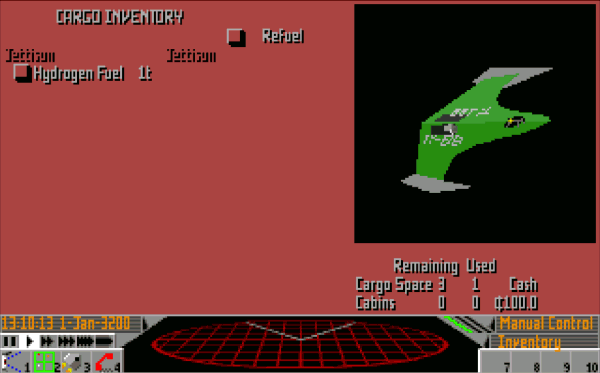 CARGO INVENTORY
Refuel
Jettison Jettison
Hydrogen Fuel 1t
Remaining Used
Cargo Space 3 1 Cash
Cabins 0 0 ₵100.0
13:10:13 1-Jan-3200
Manual Control
Inventory
1 2 3 4 7 8 9 10